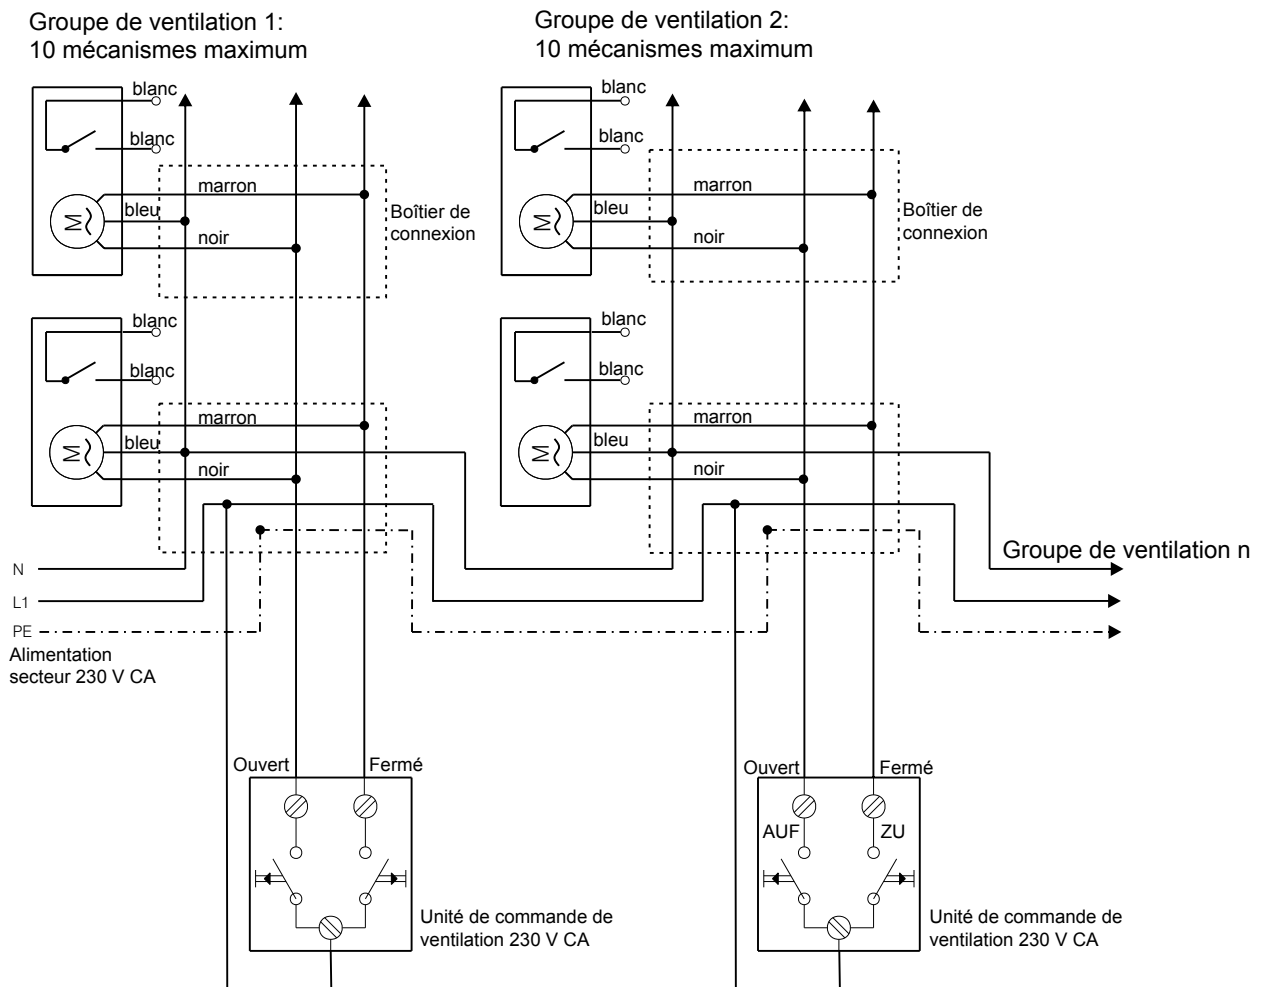 Groupe de ventilation 1:
10 mécanismes maximum
Groupe de ventilation 2:
10 mécanismes maximum
blanc
blanc
marron
bleu
noir
Boîtier de
connexion
blanc
blanc
marron
bleu
noir
Boîtier de
connexion
blanc
blanc
marron
bleu
noir
blanc
blanc
marron
bleu
noir
M
M
M
M
N
L1
PE
Alimentation
secteur 230 V CA
Groupe de ventilation n
Ouvert
Fermé
Unité de commande de
ventilation 230 V CA
Ouvert
Fermé
AUF
ZU
Unité de commande de
ventilation 230 V CA